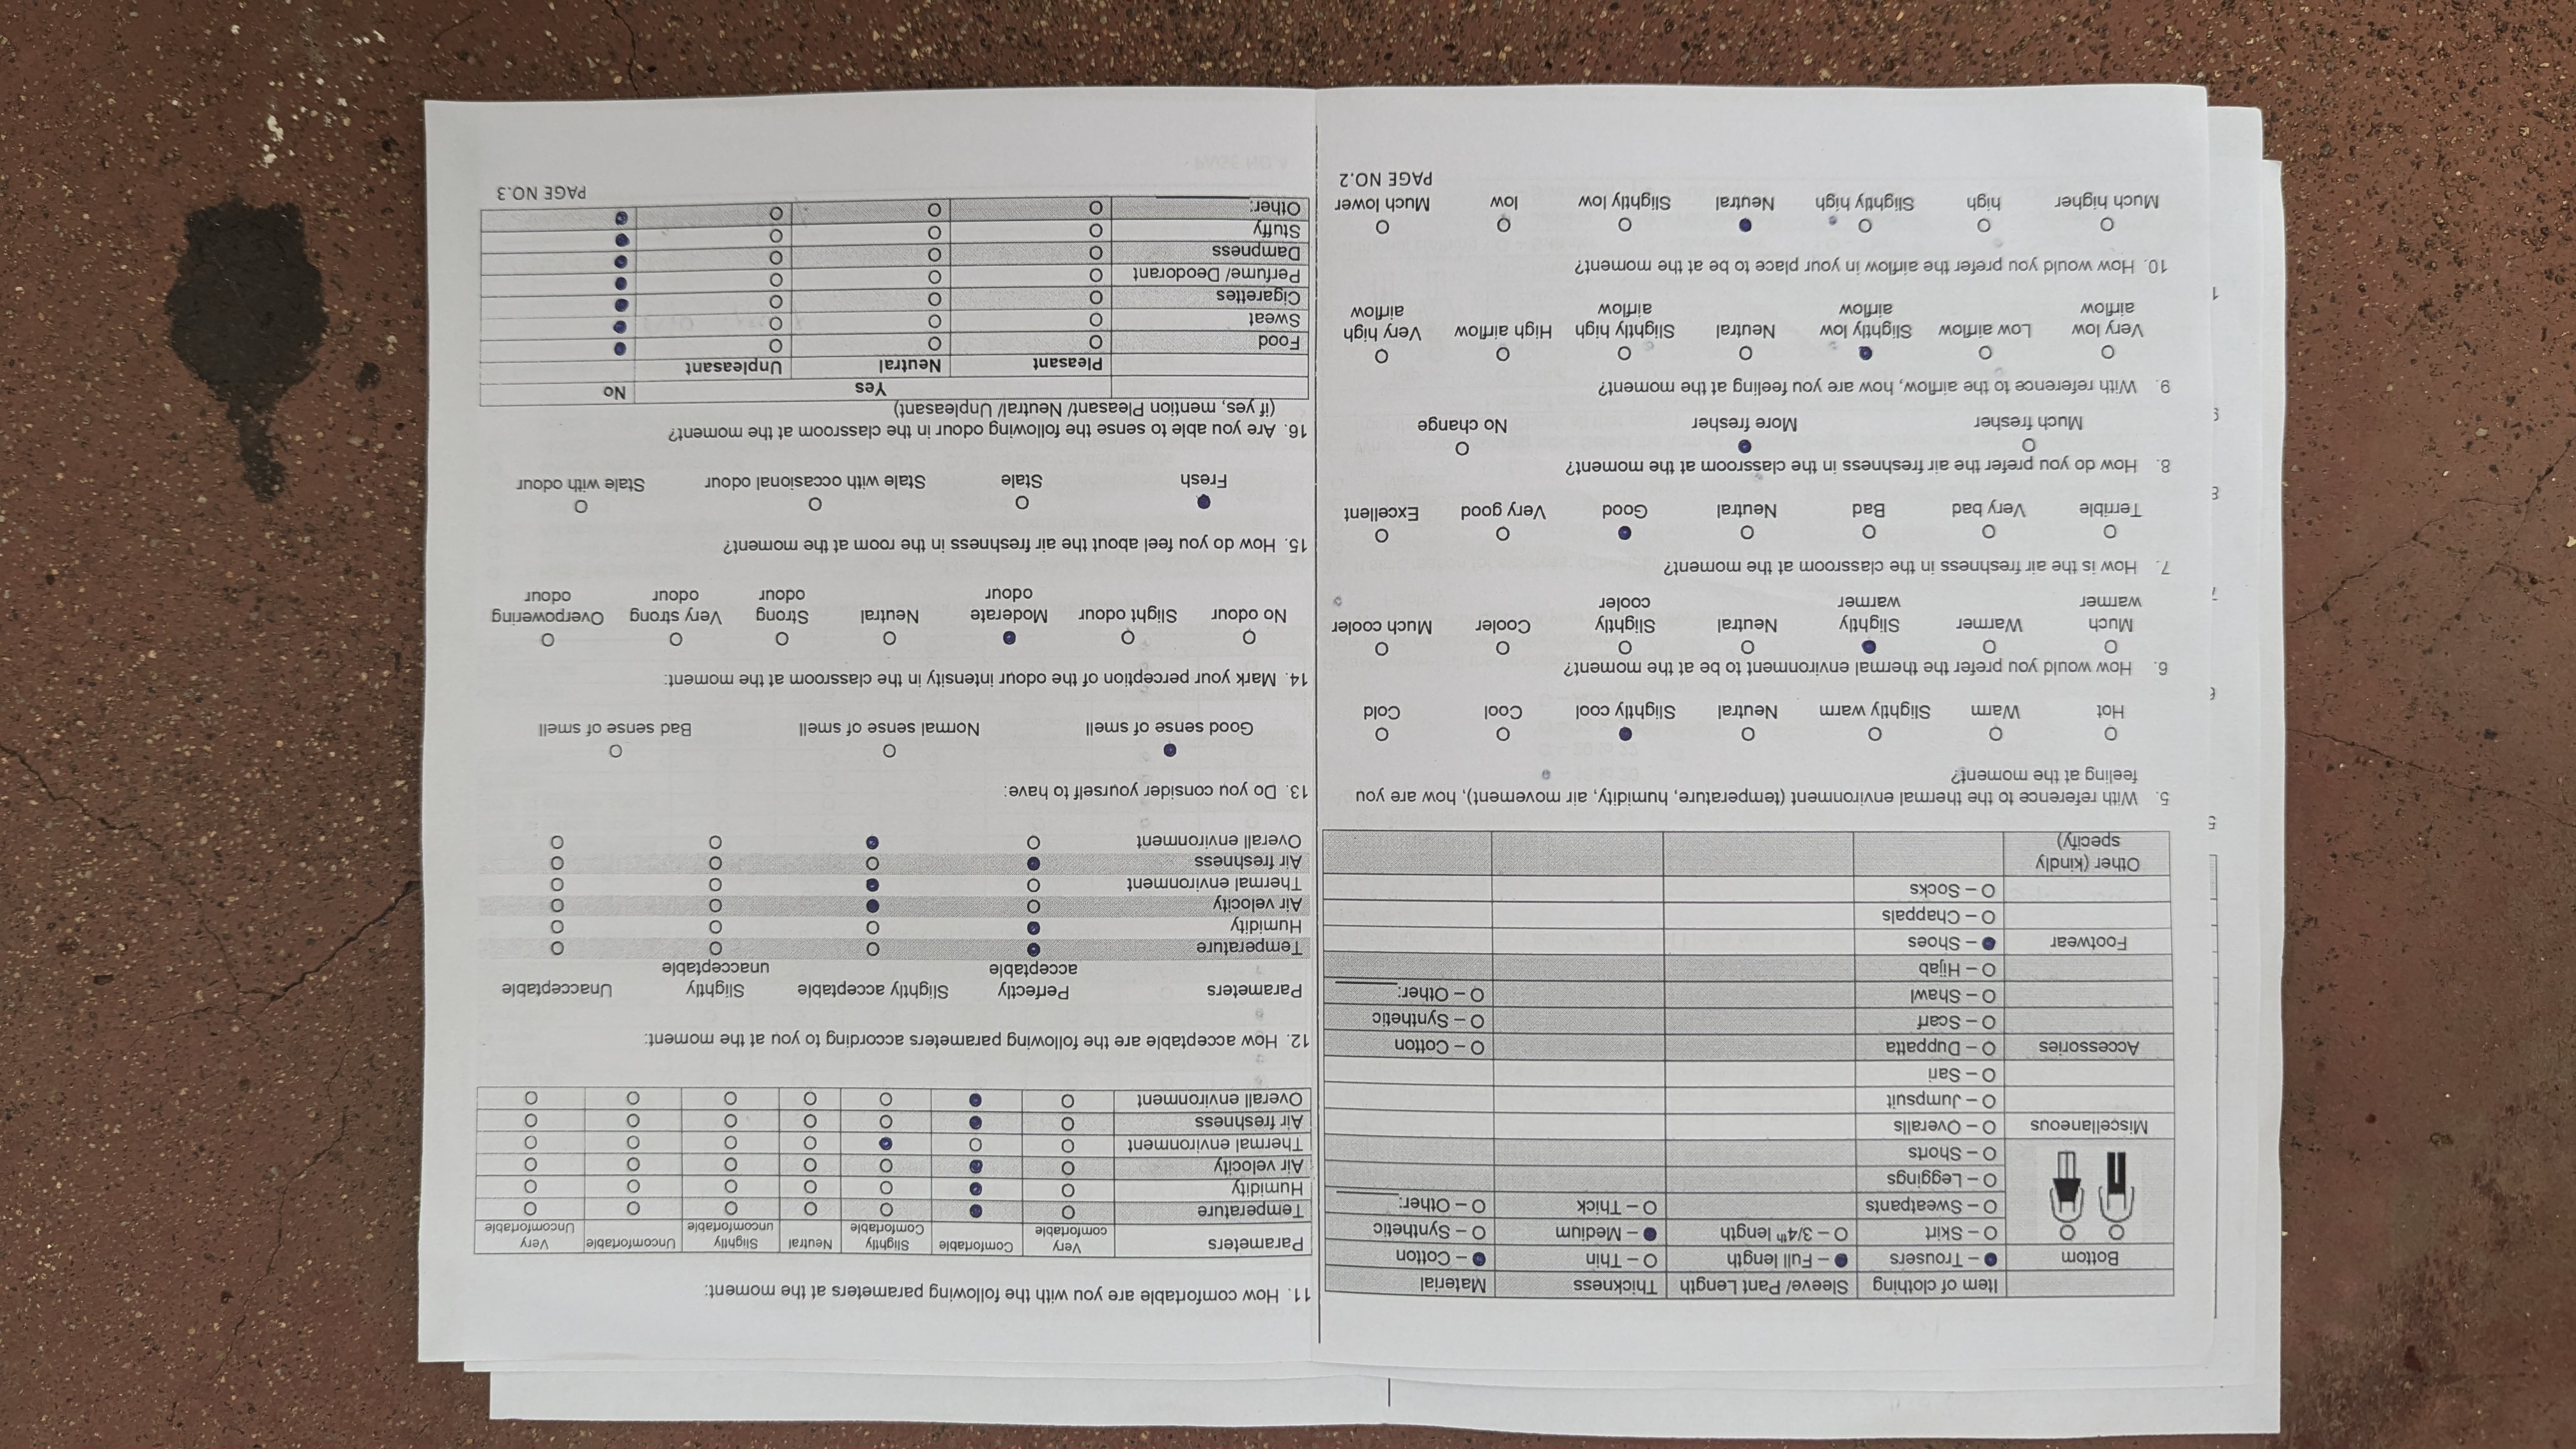 Item of clothing Sleeve/ Pant Length Thickness Material
Bottom ● – Trousers ● – Full length O – Thin ● – Cotton
O – Skirt O – 3/4th length ● – Medium O – Synthetic
O – Sweatpants O – Thick O – Other:______
O – Leggings
O – Shorts
Miscellaneous O – Overalls
O – Jumpsuit
O – Sari
Accessories O – Duppatta O – Cotton
O – Scarf O – Synthetic
O – Shawl O – Other:______
O – Hijab
Footwear ● – Shoes
O – Chappals
O – Socks
Other (kindly
specify)
5. With reference to the thermal environment (temperature, humidity, air movement), how are you
feeling at the moment?
O O O O ● O O
Hot Warm Slightly warm Neutral Slightly cool Cool Cold
6. How would you prefer the thermal environment to be at the moment?
O O ● O O O O
Much Warmer Slightly Neutral Slightly Cooler Much cooler
warmer warmer cooler
7. How is the air freshness in the classroom at the moment?
O O O O ● O O
Terrible Very bad Bad Neutral Good Very good Excellent
8. How do you prefer the air freshness in the classroom at the moment?
O ● O
Much fresher More fresher No change
9. With reference to the airflow, how are you feeling at the moment?
O O ● O O O O
Very low Low airflow Slightly low Neutral Slightly high High airflow Very high
airflow airflow airflow airflow
10. How would you prefer the airflow in your place to be at the moment?
O O O ● O O O
Much higher high Slightly high Neutral Slightly low low Much lower
PAGE NO.2
11. How comfortable are you with the following parameters at the moment:
Parameters Very Comfortable Slightly Neutral Slightly Uncomfortable Very
comfortable Comfortable uncomfortable Uncomfortable
Temperature O ● O O O O O
Humidity O ● O O O O O
Air velocity O ● O O O O O
Thermal environment O O ● O O O O
Air freshness O ● O O O O O
Overall environment O ● O O O O O
12. How acceptable are the following parameters according to you at the moment:
Parameters Perfectly Slightly acceptable Slightly Unacceptable
acceptable unacceptable
Temperature ● O O O
Humidity ● O O O
Air velocity O ● O O
Thermal environment O ● O O
Air freshness ● O O O
Overall environment O ● O O
13. Do you consider yourself to have:
● O O
Good sense of smell Normal sense of smell Bad sense of smell
14. Mark your perception of the odour intensity in the classroom at the moment:
O O ● O O O O
No odour Slight odour Moderate Neutral Strong Very strong Overpowering
odour odour odour odour
15. How do you feel about the air freshness in the room at the moment?
● O O O
Fresh Stale Stale with occasional odour Stale with odour
16. Are you able to sense the following odour in the classroom at the moment?
(if yes, mention Pleasant/ Neutral/ Unpleasant)
Yes No
Pleasant Neutral Unpleasant
Food O O O ●
Sweat O O O ●
Cigarettes O O O ●
Perfume/ Deodorant O O O ●
Dampness O O O ●
Stuffy O O O ●
Other:________ O O O ●
PAGE NO.3